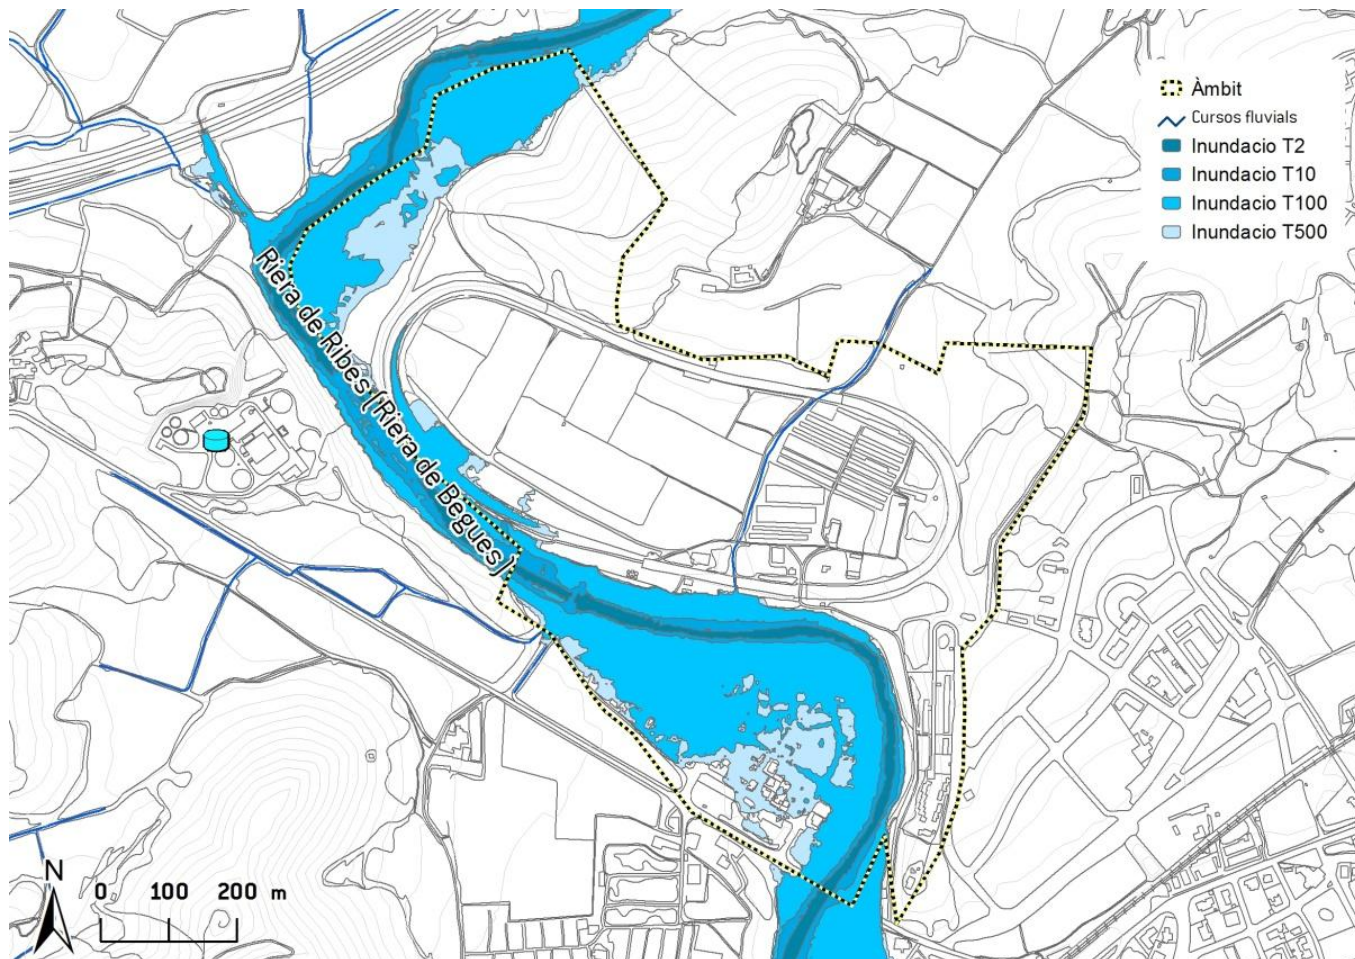 Àmbit
Cursos fluvials
Inundacio T2
Inundacio T10
Inundacio T100
Inundacio T500
Riera de Ribes (Riera de Begues)
N
0 100 200 m